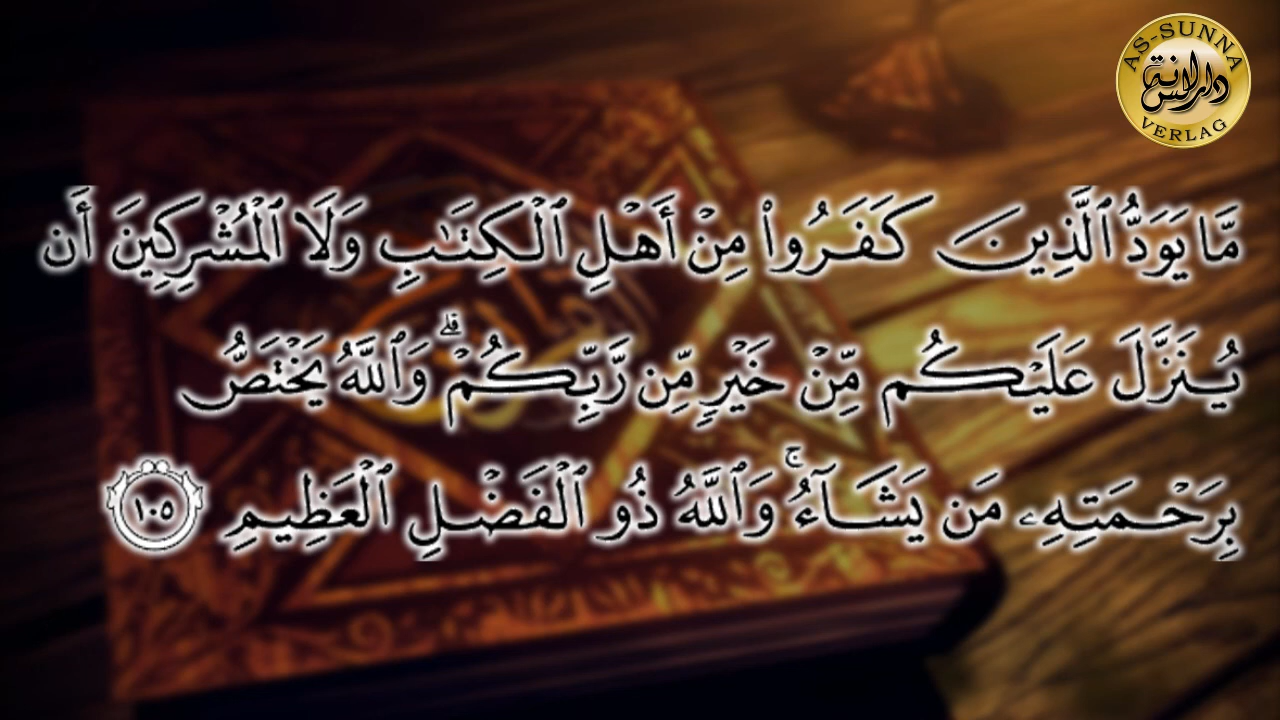 AS-SUNNA
VERLAG
مَّا يَوَدُّ ٱلَّذِينَ كَفَرُوا۟ مِنْ أَهْلِ ٱلْكِتَـٰبِ وَلَا ٱلْمُشْرِكِينَ أَن
يُنَزَّلَ عَلَيْكُم مِّنْ خَيْرٍ مِّن رَّبِّكُمْ ۗ وَٱللَّهُ يَخْتَصُّ
بِرَحْمَتِهِۦ مَن يَشَآءُ ۚ وَٱللَّهُ ذُو ٱلْفَضْلِ ٱلْعَظِيمِ ١٠٥